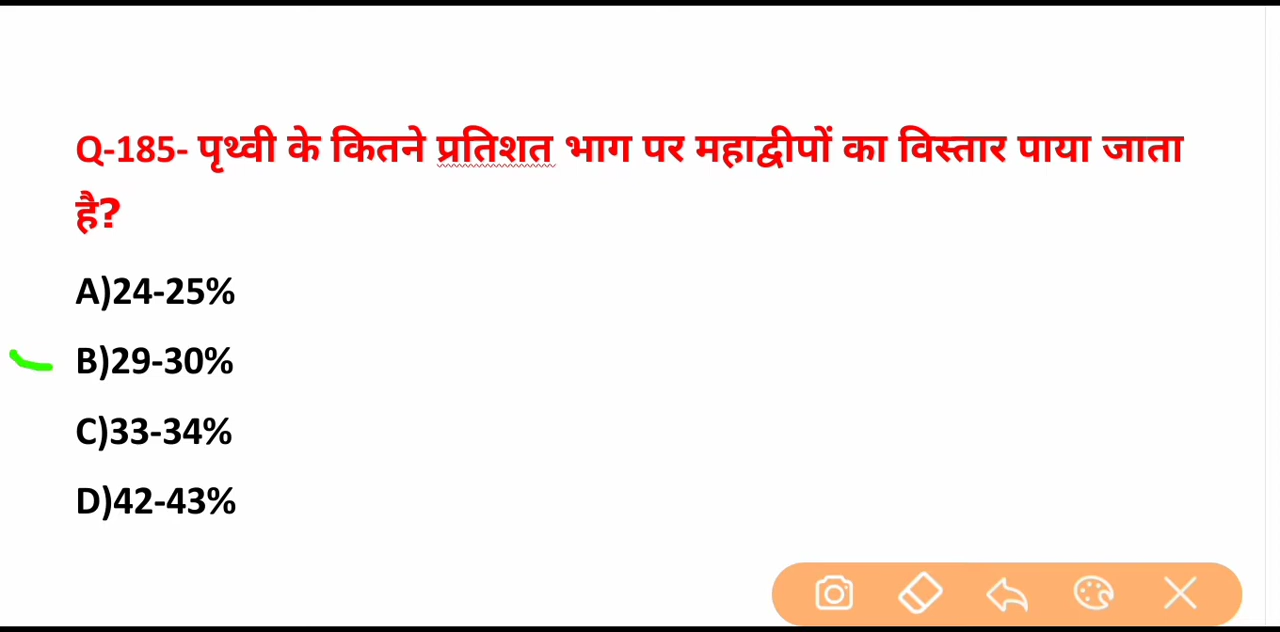 Q-185- पृथ्वी के कितने प्रतिशत भाग पर महाद्वीपों का विस्तार पाया जाता
है?
A)24-25%
B)29-30%
C)33-34%
D)42-43%